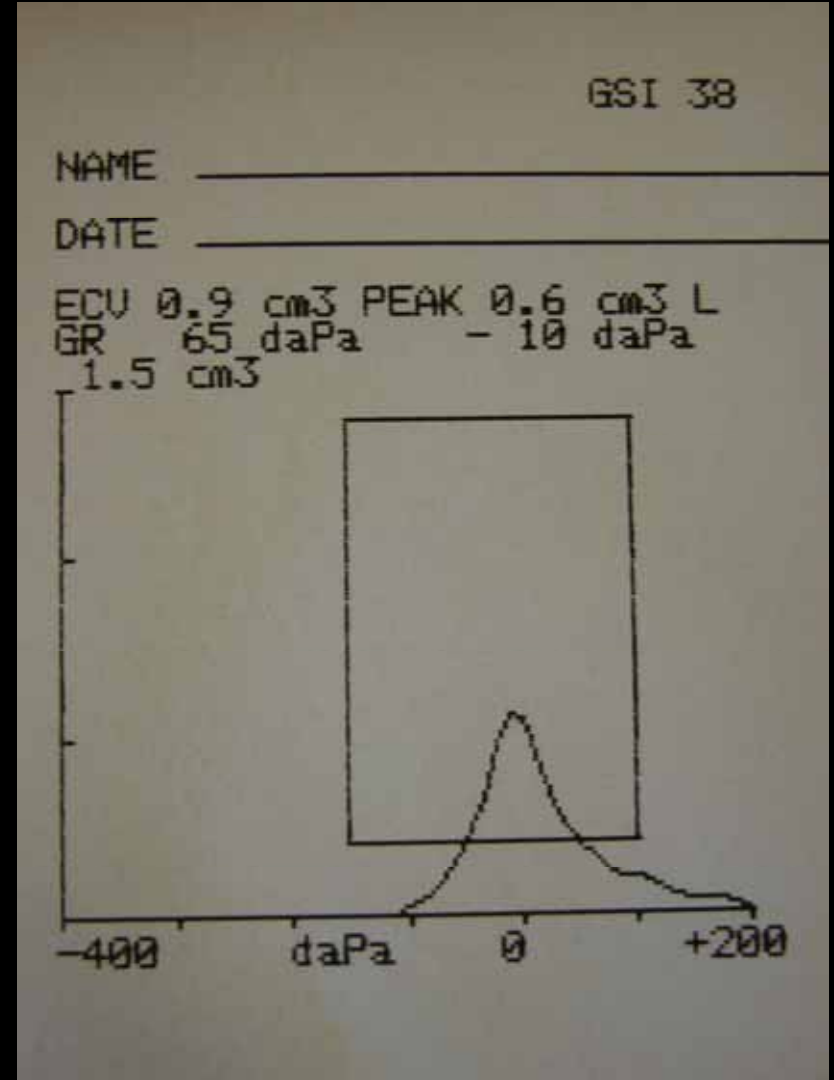 GSI 38
NAME
DATE
ECV 0.9 cm3 PEAK 0.6 cm3 L
GR 65 daPa - 10 daPa
1.5 cm3
-400 daPa 0 +200